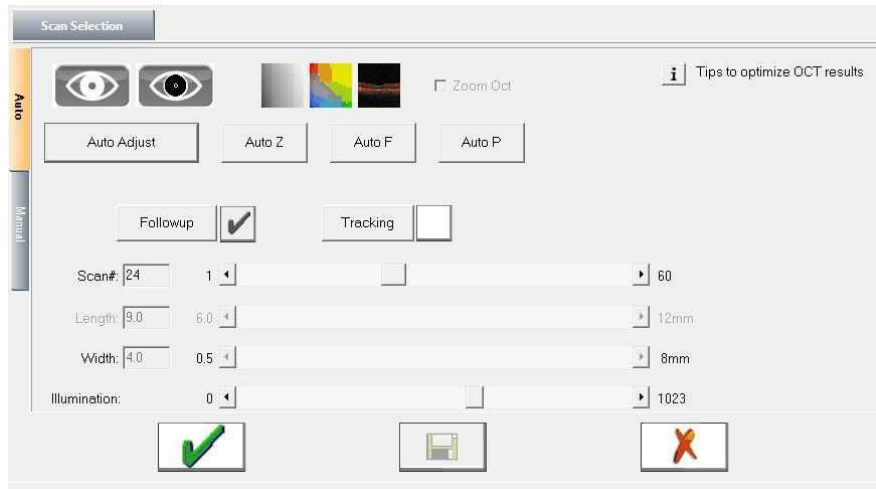 Scan Selection
Auto
Manual
Zoom Oct
i Tips to optimize OCT results
Auto Adjust Auto Z Auto F Auto P
Followup Tracking
Scan#: 24 1 60
Length: 9.0 6.0 12mm
Width: 4.0 0.5 8mm
Illumination: 0 1023